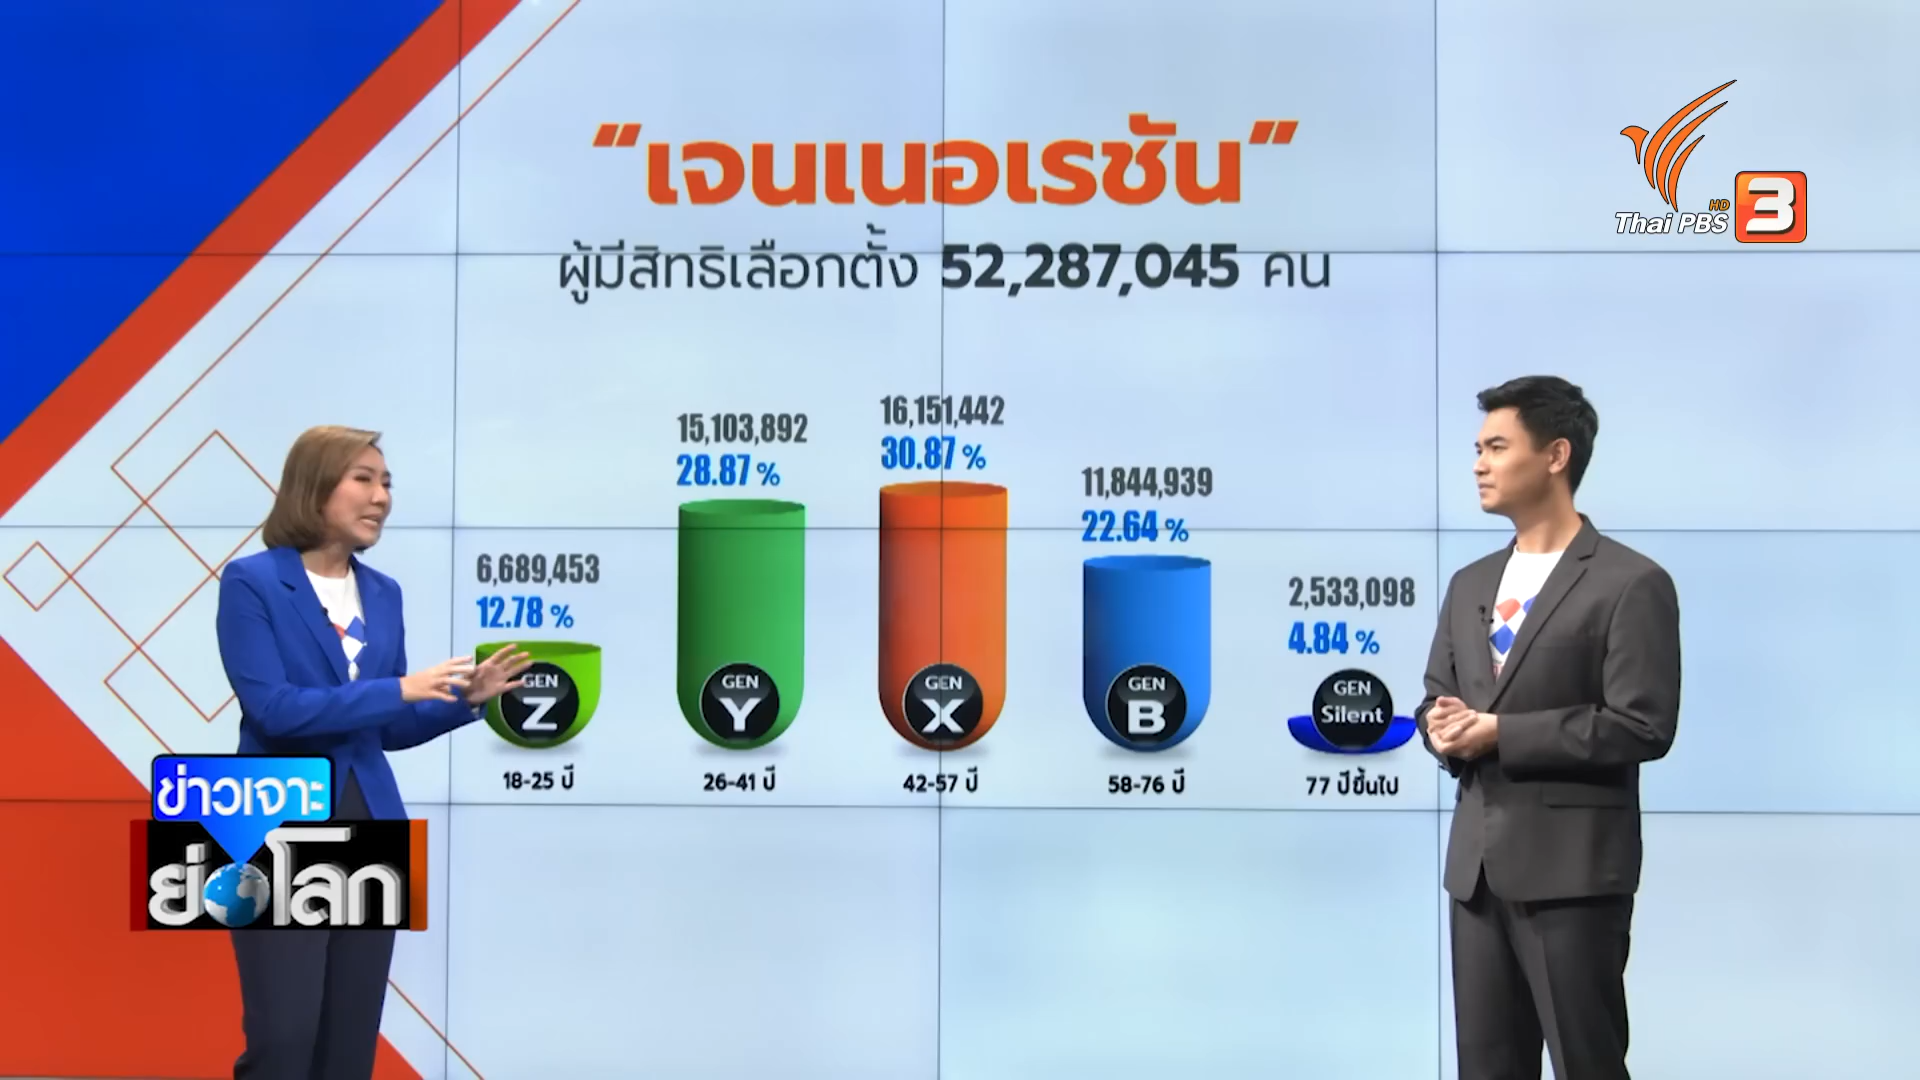 “เจนเนอเรชัน”
ผู้มีสิทธิเลือกตั้ง 52,287,045 คน
HD
Thai PBS 3
6,689,453
12.78 %
GEN
Z
18-25 ปี
15,103,892
28.87 %
GEN
Y
26-41 ปี
16,151,442
30.87 %
GEN
X
42-57 ปี
11,844,939
22.64 %
GEN
B
58-76 ปี
2,533,098
4.84 %
GEN
Silent
77 ปีขึ้นไป
ข่าวเจาะ
ย่อโลก